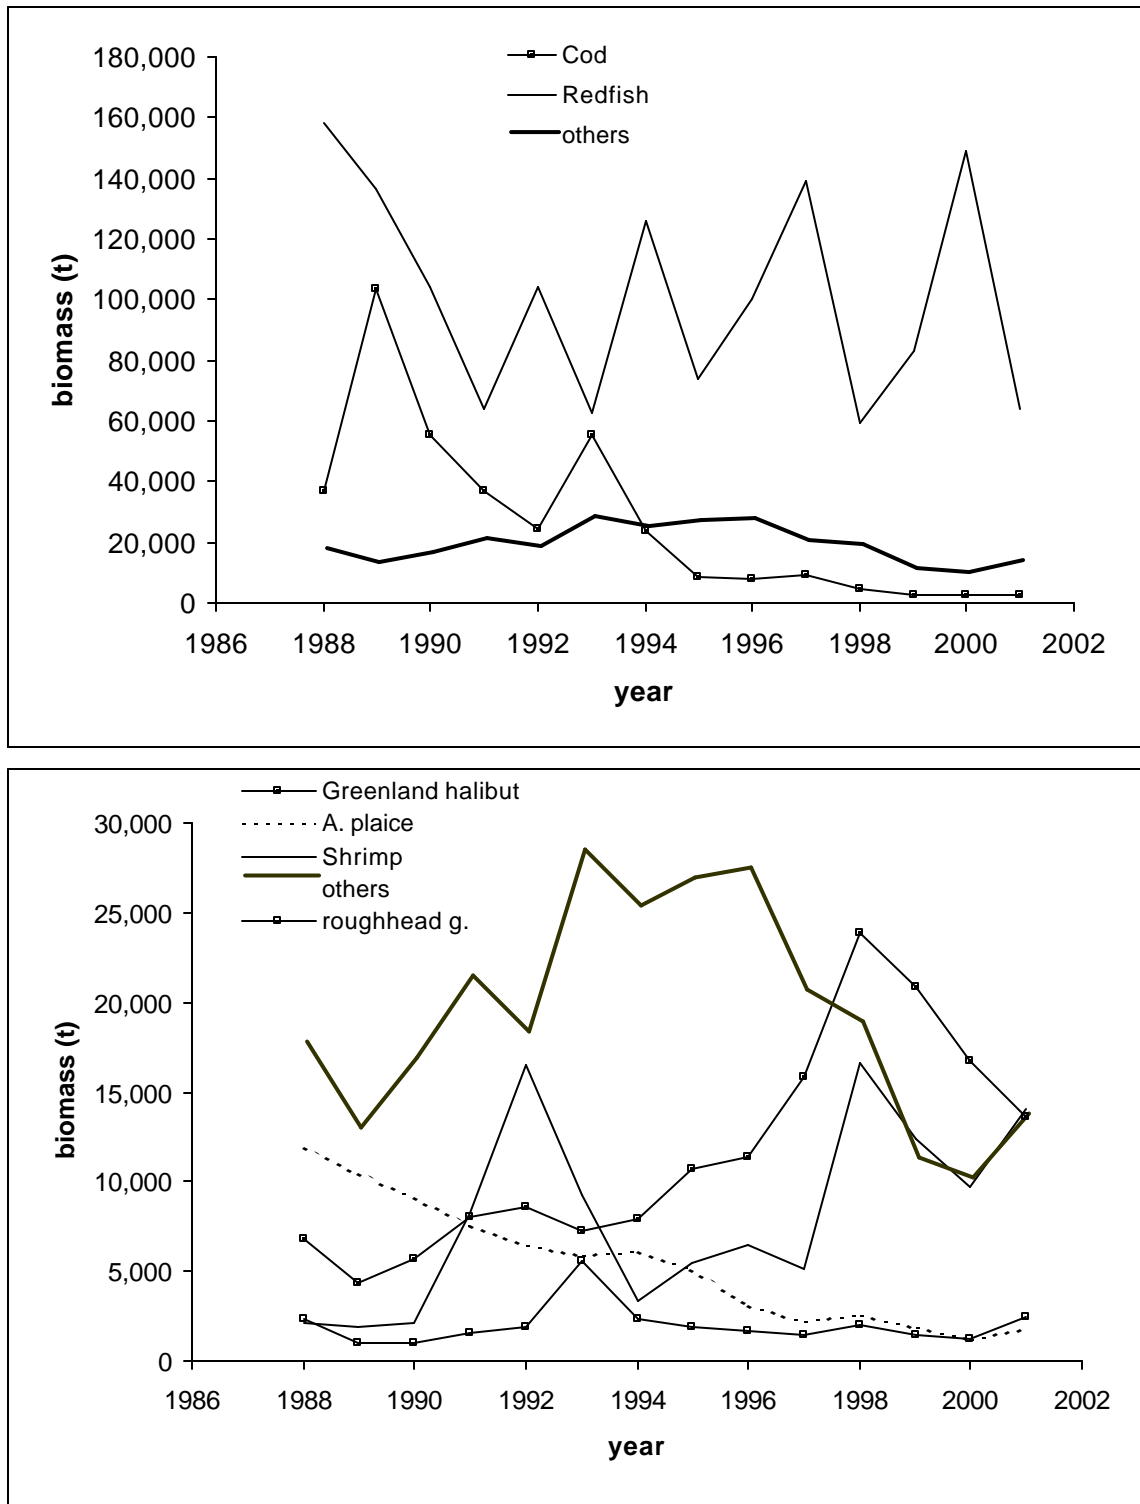 180,000
160,000
140,000
120,000
100,000
80,000
60,000
40,000
20,000
0
biomass (t)
Cod
Redfish
others
1986 1988 1990 1992 1994 1996 1998 2000 2002
year
Greenland halibut
A. plaice
Shrimp
others
roughhead g.
30,000
25,000
20,000
15,000
10,000
5,000
0
biomass (t)
1986 1988 1990 1992 1994 1996 1998 2000 2002
year